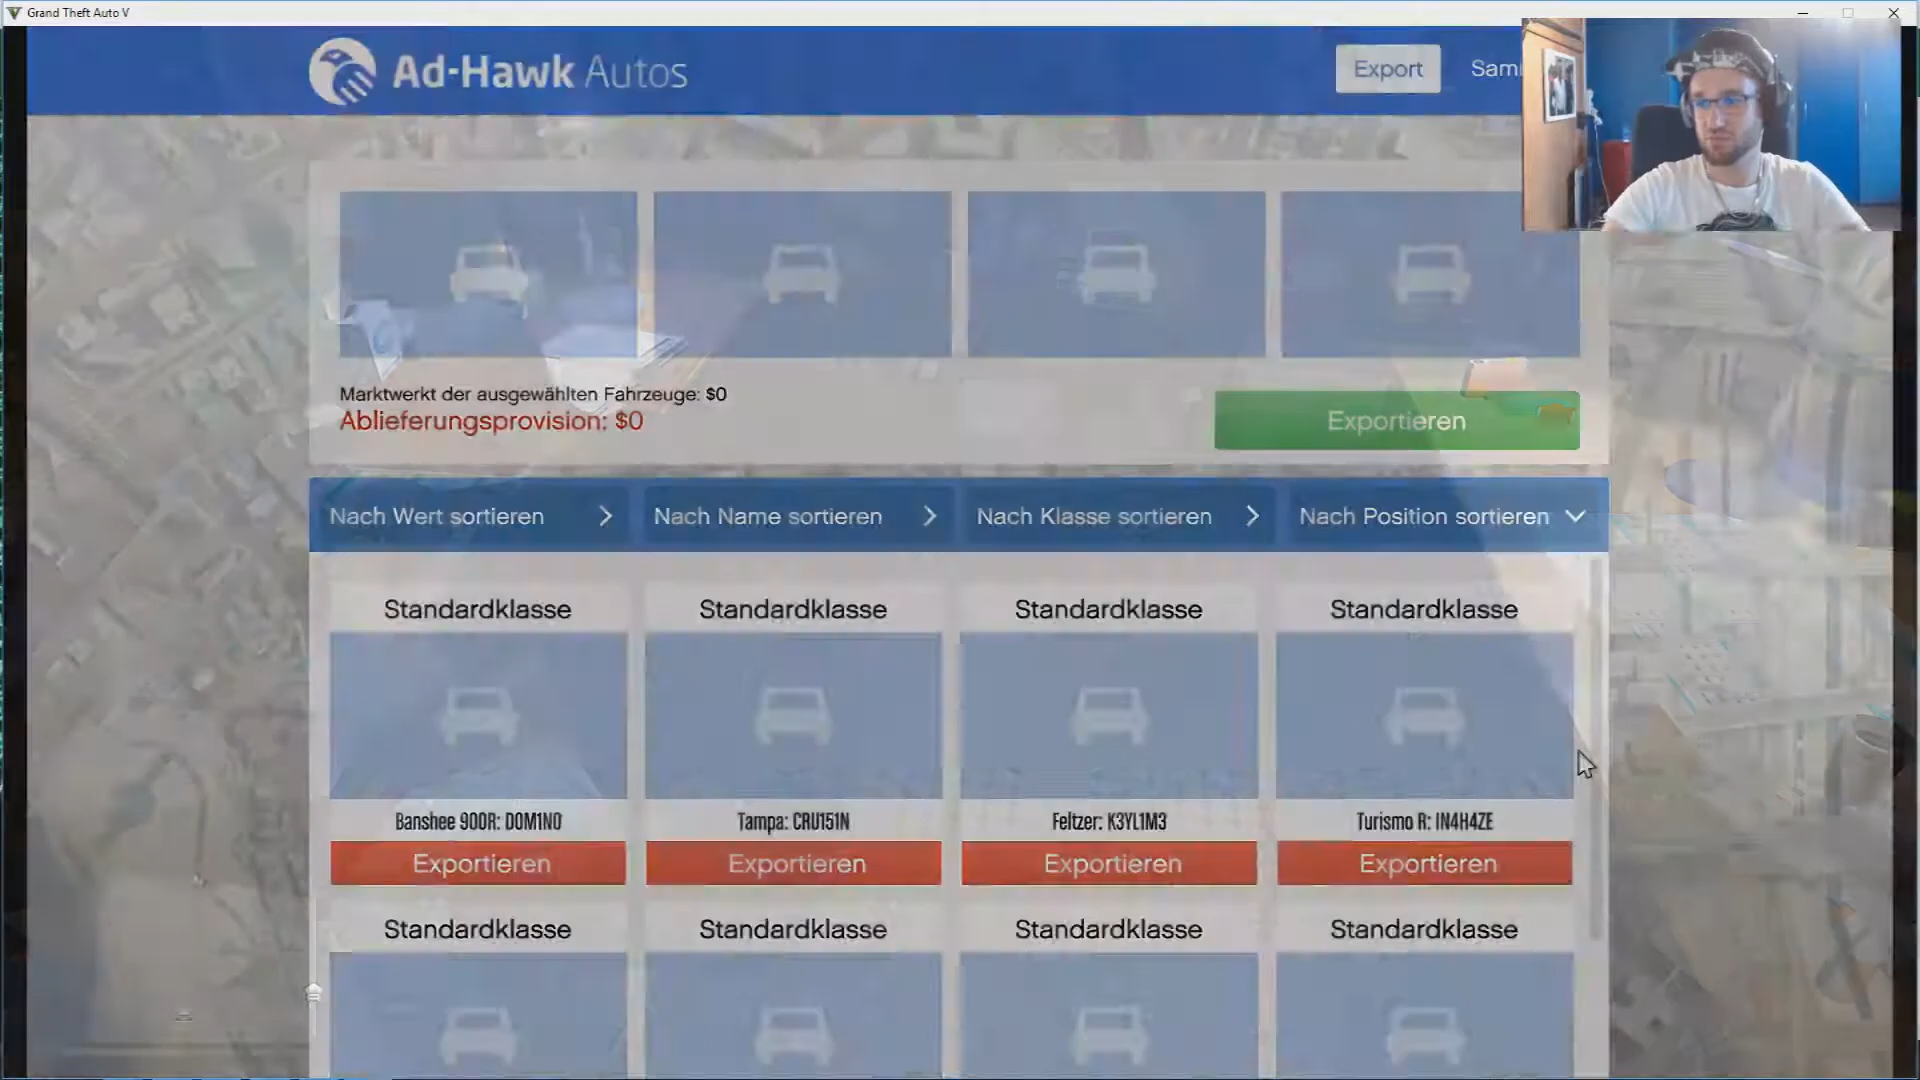 Grand Theft Auto V
Ad-Hawk Autos
Export
Sam
Marktwerkt der ausgewählten Fahrzeuge: $0
Ablieferungsprovision: $0
Exportieren
Nach Wert sortieren
Nach Name sortieren
Nach Klasse sortieren
Nach Position sortieren
Standardklasse
Standardklasse
Standardklasse
Standardklasse
Banshee 900R: D0M1N0
Tampa: CRU151N
Feltzer: K3YL1M3
Turismo R: IN4H4ZE
Exportieren
Exportieren
Exportieren
Exportieren
Standardklasse
Standardklasse
Standardklasse
Standardklasse